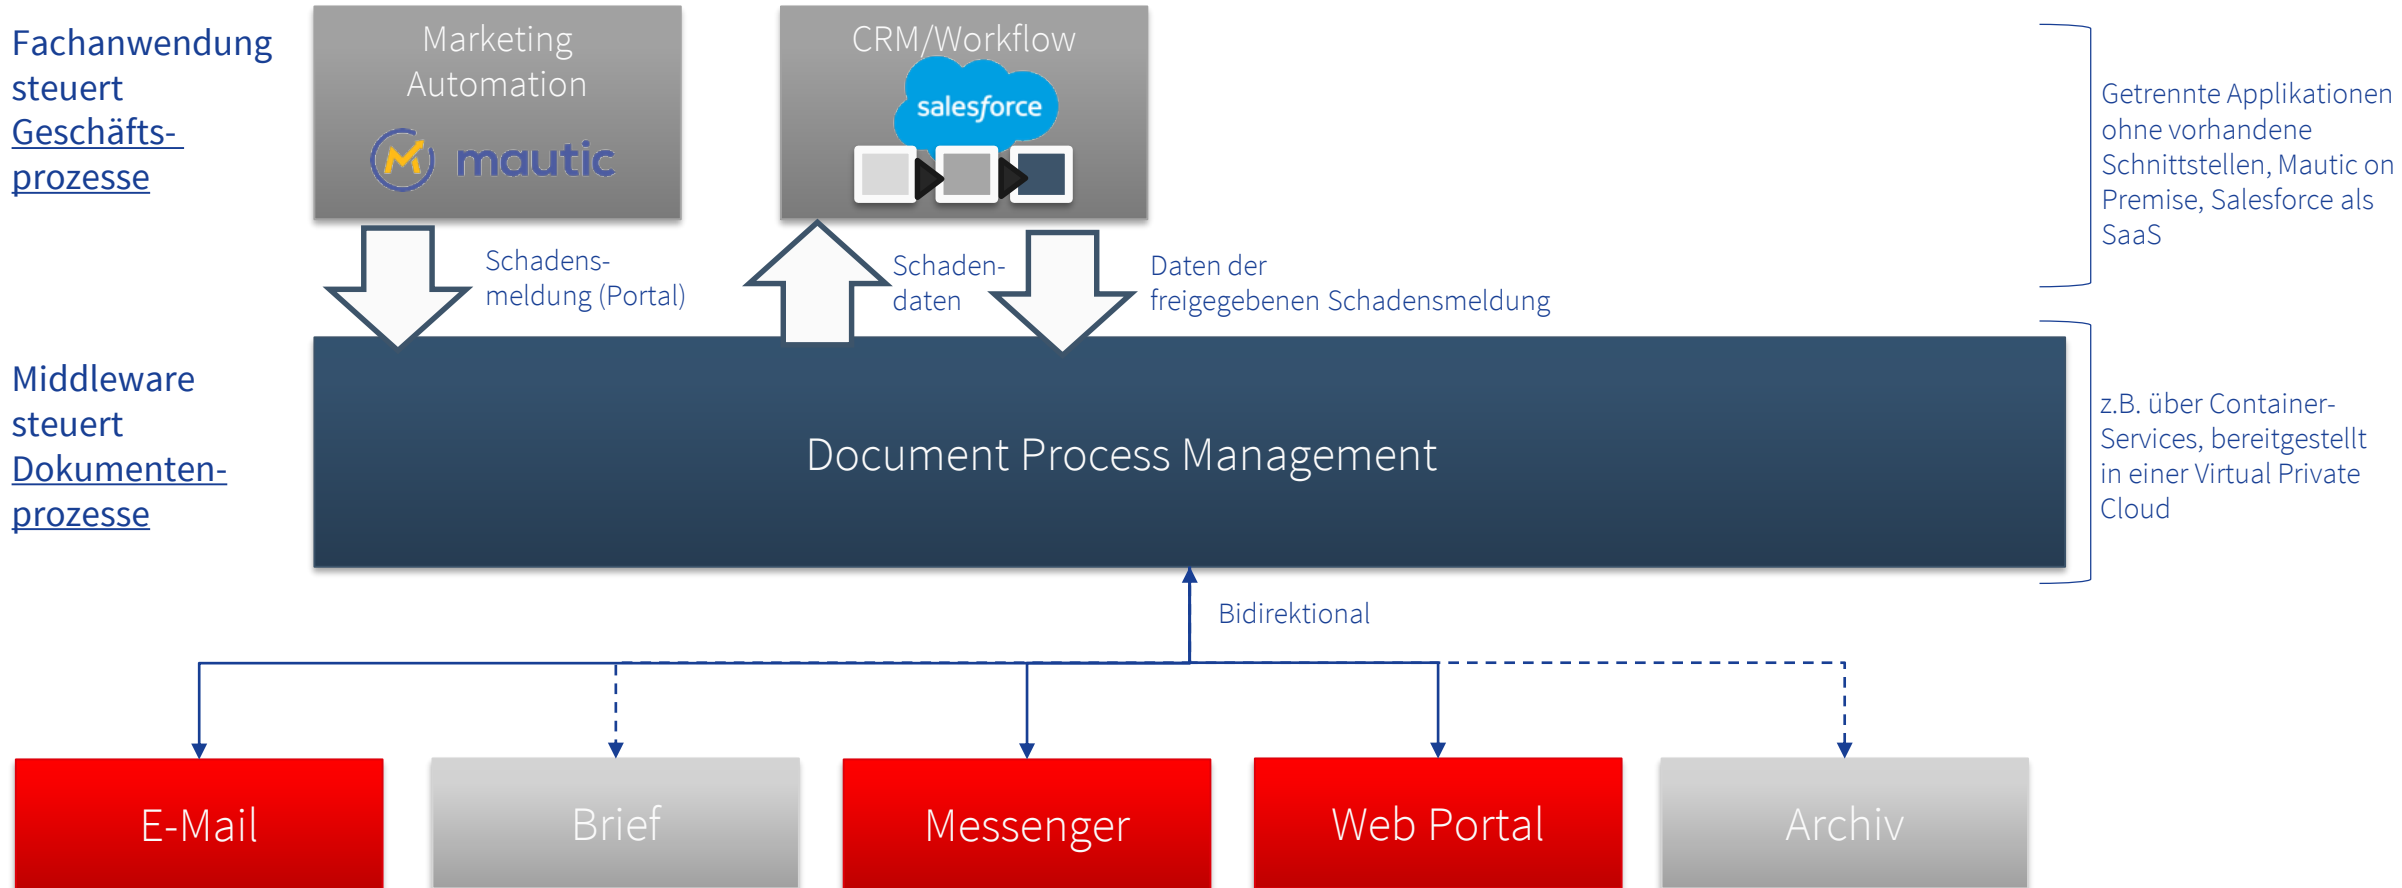 Fachanwendung
steuert
Geschäfts-
prozesse
Marketing
Automation
mautic
CRM/Workflow
salesforce
Getrennte Applikationen
ohne vorhandene
Schnittstellen, Mautic on
Premise, Salesforce als
SaaS
Schadens-
meldung (Portal)
Schaden-
daten
Daten der
freigegebenen Schadensmeldung
Middleware
steuert
Dokumenten-
prozesse
Document Process Management
z.B. über Container-
Services, bereitgestellt
in einer Virtual Private
Cloud
Bidirektional
E-Mail
Brief
Messenger
Web Portal
Archiv